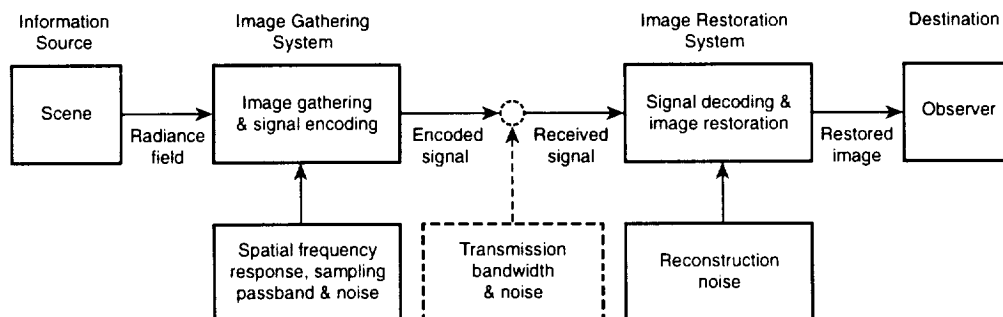 Information
Source
Image Gathering
System
Image Restoration
System
Destination
Scene
Radiance
field
Image gathering
& signal encoding
Encoded
signal
Received
signal
Signal decoding &
image restoration
Restored
image
Observer
Spatial frequency
response, sampling
passband & noise
Transmission
bandwidth
& noise
Reconstruction
noise